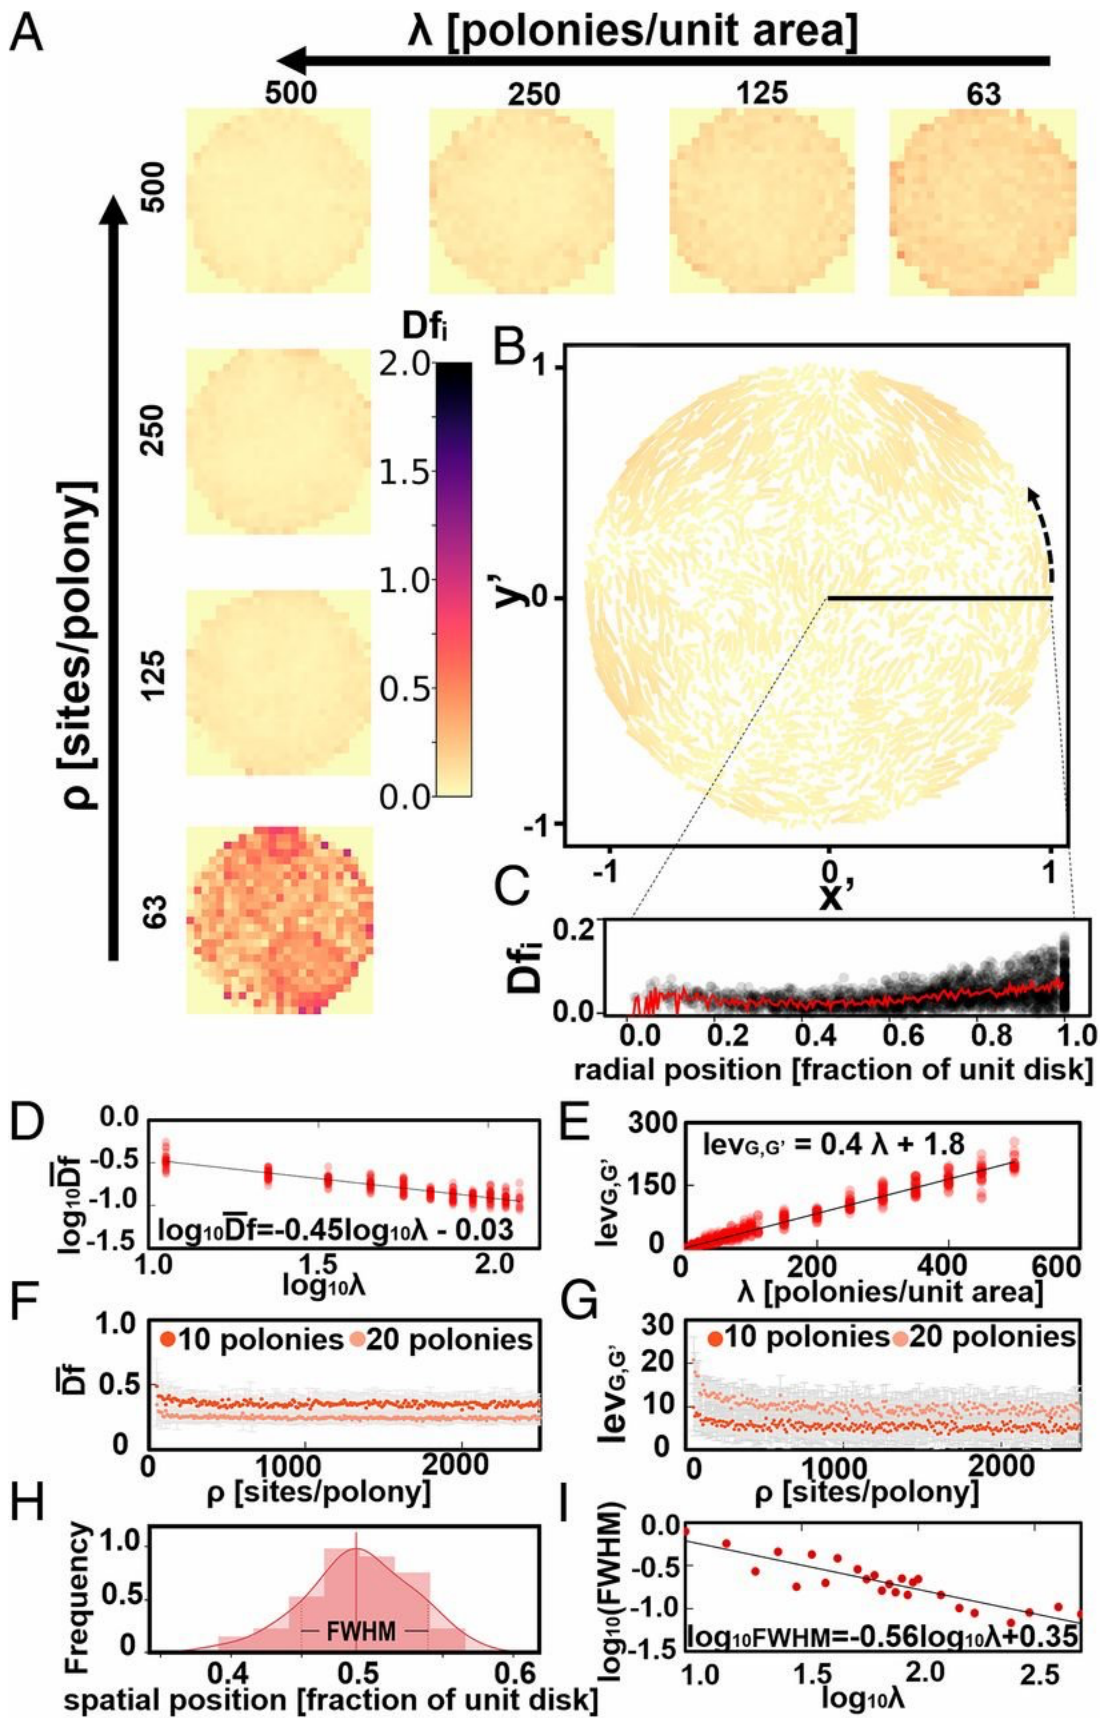 A
λ [polonies/unit area]
500 250 125 63
ρ [sites/polony]
500
250
125
63
Dfᵢ
2.0
1.5
1.0
0.5
0.0
B
y’
1
0
-1
-1 0 1
x’
C
Dfᵢ
0.2
0.0
0.0 0.2 0.4 0.6 0.8 1.0
radial position [fraction of unit disk]
D
log₁₀D̅f
0.0
-0.5
-1.0
-1.5
log₁₀D̅f=-0.45log₁₀λ - 0.03
1.0 1.5 2.0
log₁₀λ
E
levG,G’
300
150
0
levG,G’ = 0.4 λ + 1.8
0 200 400 600
λ [polonies/unit area]
F
D̅f
1.0
0.5
0
10 polonies 20 polonies
0 1000 2000
ρ [sites/polony]
G
levG,G’
30
20
10
0
10 polonies 20 polonies
0 1000 2000
ρ [sites/polony]
H
Frequency
1.0
0.5
0
FWHM
0.4 0.5 0.6
spatial position [fraction of unit disk]
I
log₁₀(FWHM)
0.0
-0.5
-1.0
-1.5
log₁₀FWHM=-0.56log₁₀λ+0.35
1.0 1.5 2.0 2.5
log₁₀λ